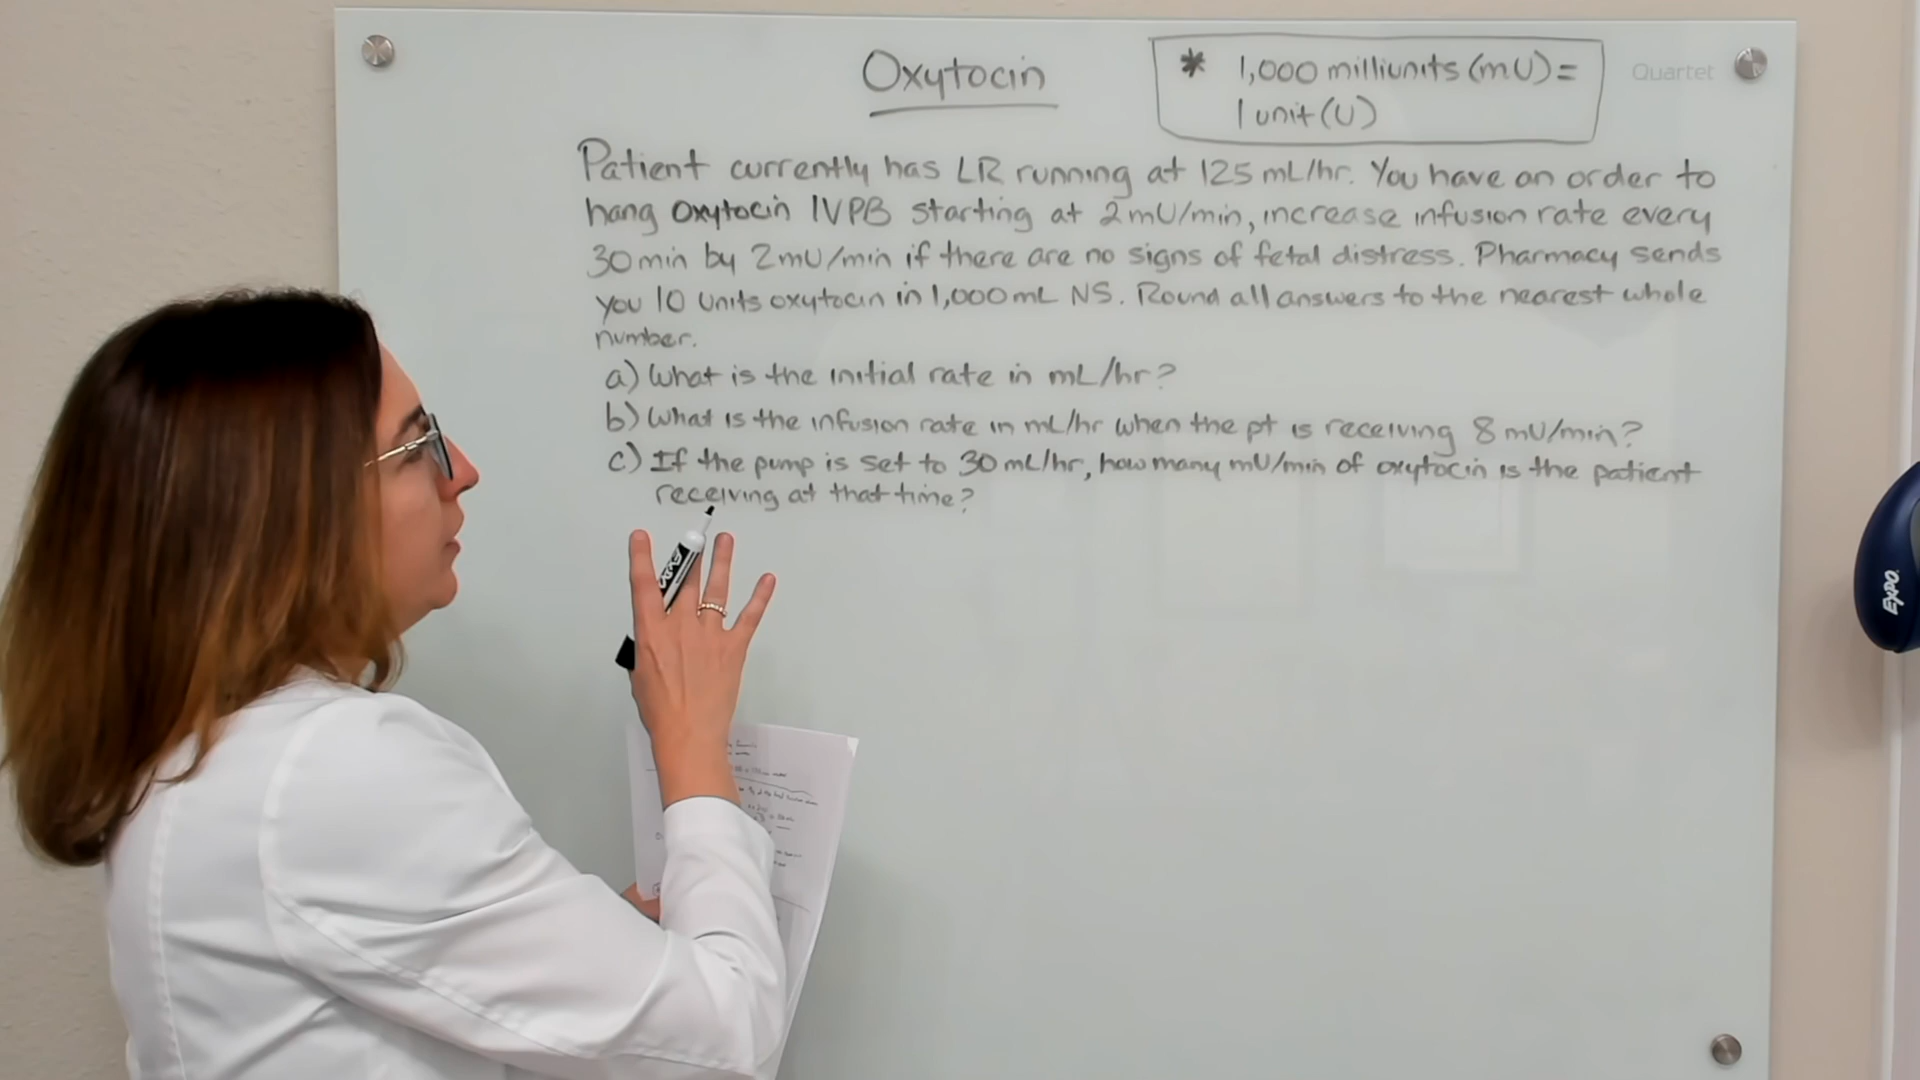 Oxytocin
* 1,000 milliunits (mU) =
1 unit (U)
Quartet
Patient currently has LR running at 125 mL/hr. You have an order to
hang Oxytocin IVPB starting at 2mU/min, increase infusion rate every
30 min by 2mU/min if there are no signs of fetal distress. Pharmacy sends
you 10 units oxytocin in 1,000 mL NS. Round all answers to the nearest whole
number.
a) What is the initial rate in mL/hr?
b) What is the infusion rate in mL/hr when the pt is receiving 8 mU/min?
c) If the pump is set to 30 mL/hr, how many mU/min of oxytocin is the patient
receiving at that time?
EXPO
EXPO